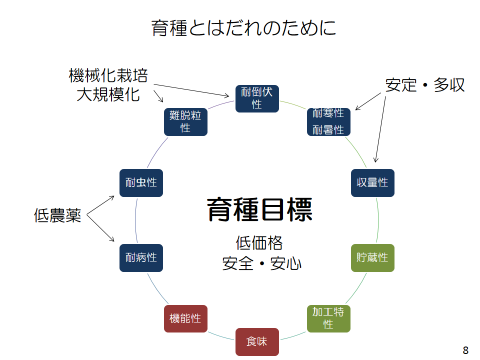 育種とはだれのために
機械化栽培
大規模化
安定・多収
耐倒伏
性
耐寒性
耐暑性
難脱粒
性
耐虫性
収量性
低農薬
育種目標
低価格
安全・安心
耐病性
貯蔵性
機能性
加工特
性
食味
8